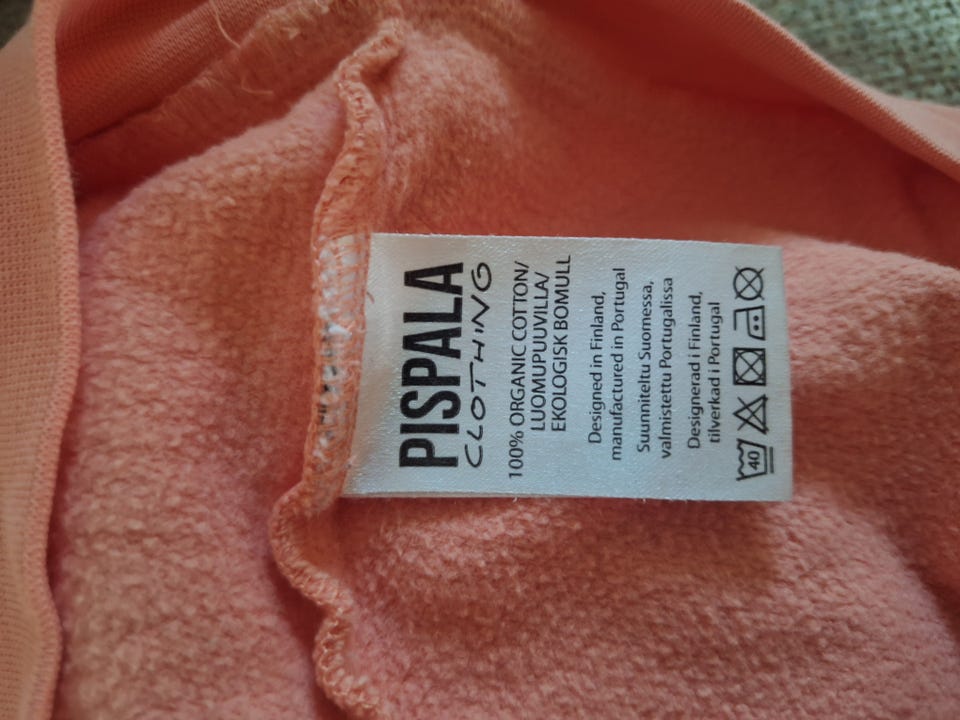 PISPALA
CLOTHING
100% ORGANIC COTTON/
LUOMUPUUVILLA/
EKOLOGISK BOMULL
Designed in Finland,
manufactured in Portugal
Suunniteltu Suomessa,
valmistettu Portugalissa
Designerad i Finland,
tilverkad i Portugal
40